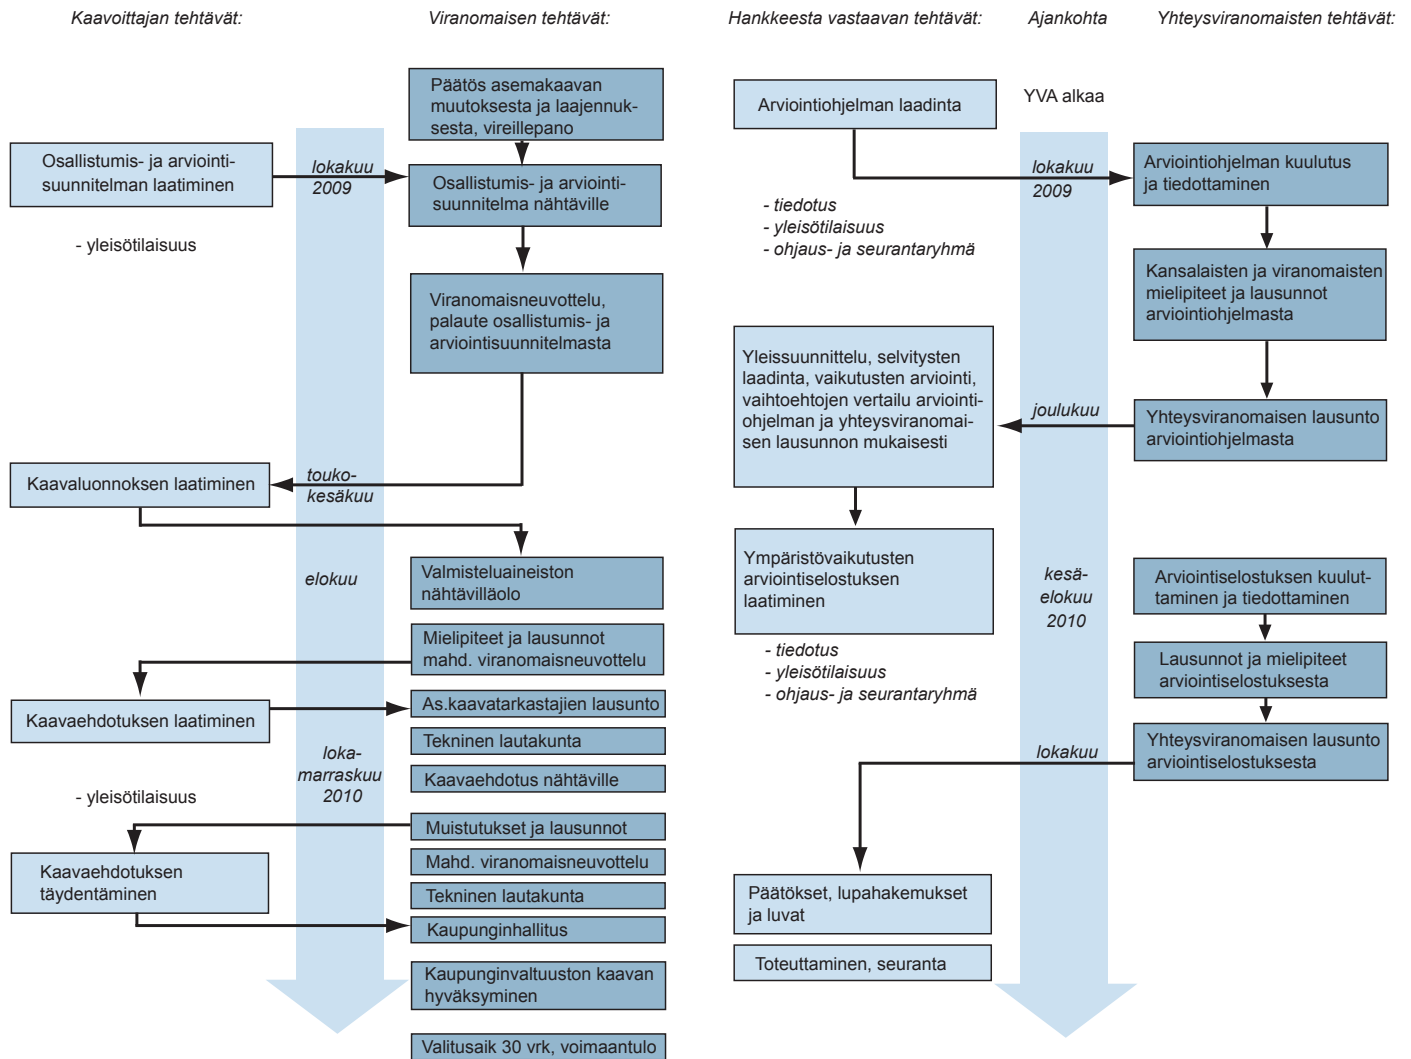 Kaavoittajan tehtävät:
Viranomaisen tehtävät:
Hankkeesta vastaavan tehtävät:
Ajankohta
Yhteysviranomaisten tehtävät:
Päätös asemakaavan
muutoksesta ja laajennuk-
sesta, vireillepano
Osallistumis- ja arviointi-
suunnitelman laatiminen
lokakuu
2009
Osallistumis- ja arviointi-
suunnitelma nähtäville
- yleisötilaisuus
Viranomaisneuvottelu,
palaute osallistumis- ja
arviointisuunnitelmasta
Kaavaluonnoksen laatiminen
touko-
kesäkuu
elokuu
Valmisteluaineiston
nähtävilläolo
Mielipiteet ja lausunnot
mahd. viranomaisneuvottelu
Kaavaehdotuksen laatiminen
As.kaavatarkastajien lausunto
Tekninen lautakunta
loka-
marraskuu
2010
Kaavaehdotus nähtäville
- yleisötilaisuus
Muistutukset ja lausunnot
Kaavaehdotuksen
täydentäminen
Mahd. viranomaisneuvottelu
Tekninen lautakunta
Kaupunginhallitus
Kaupunginvaltuuston kaavan
hyväksyminen
Valitusaik 30 vrk, voimaantulo
Arviointiohjelman laadinta
YVA alkaa
lokakuu
2009
Arviointiohjelman kuulutus
ja tiedottaminen
- tiedotus
- yleisötilaisuus
- ohjaus- ja seurantaryhmä
Kansalaisten ja viranomaisten
mielipiteet ja lausunnot
arviointiohjelmasta
Yleissuunnittelu, selvitysten
laadinta, vaikutusten arviointi,
vaihtoehtojen vertailu arviointi-
ohjelman ja yhteysviranomai-
sen lausunnon mukaisesti
joulukuu
Yhteysviranomaisen lausunto
arviointiohjelmasta
Ympäristövaikutusten
arviointiselostuksen
laatiminen
kesä-
elokuu
2010
Arviointiselostuksen kuulut-
taminen ja tiedottaminen
- tiedotus
- yleisötilaisuus
- ohjaus- ja seurantaryhmä
Lausunnot ja mielipiteet
arviointiselostuksesta
lokakuu
Yhteysviranomaisen lausunto
arviointiselostuksesta
Päätökset, lupahakemukset
ja luvat
Toteuttaminen, seuranta